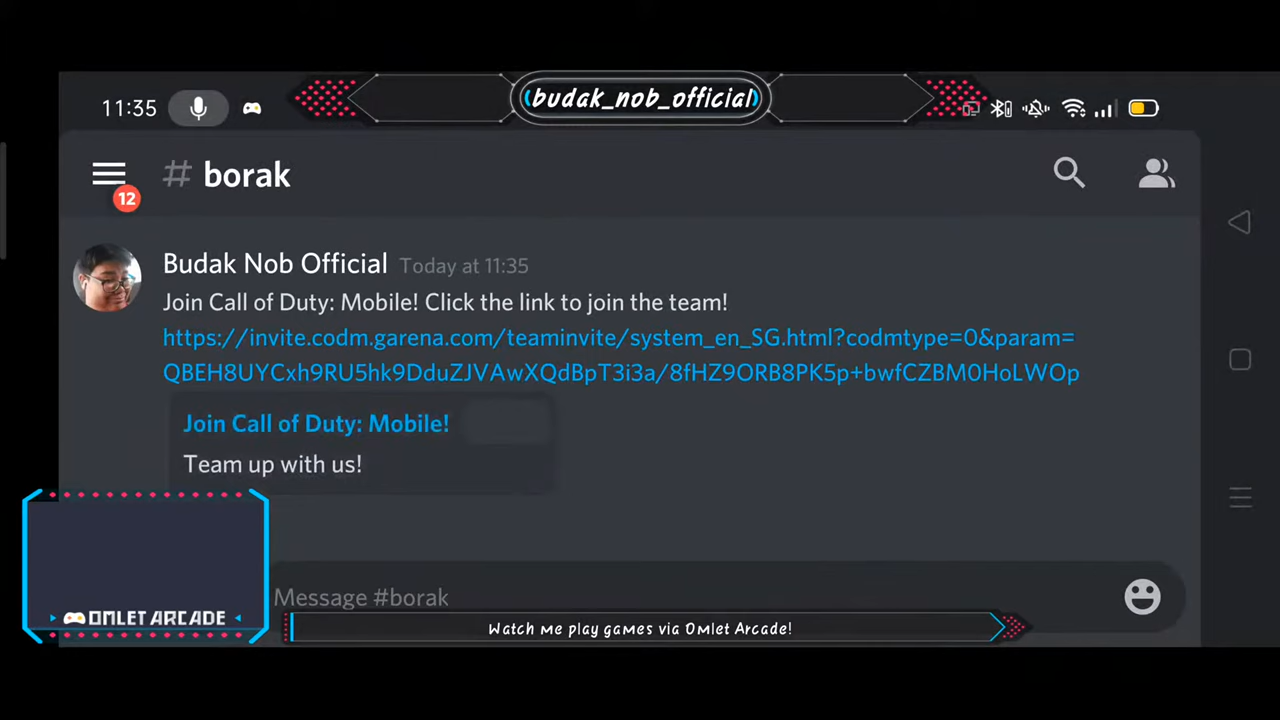 budak_nob_official
11:35
# borak
12
Budak Nob Official Today at 11:35
Join Call of Duty: Mobile! Click the link to join the team!
https://invite.codm.garena.com/teaminvite/system_en_SG.html?codmtype=0&param=
QBEH8UYCxh9RU5hk9DduZJVAwXQdBpT3i3a/8fHZ9ORB8PK5p+bwfCZBM0HoLWOp
Join Call of Duty: Mobile!
Team up with us!
Message #borak
OMLET ARCADE
Watch me play games via Omlet Arcade!